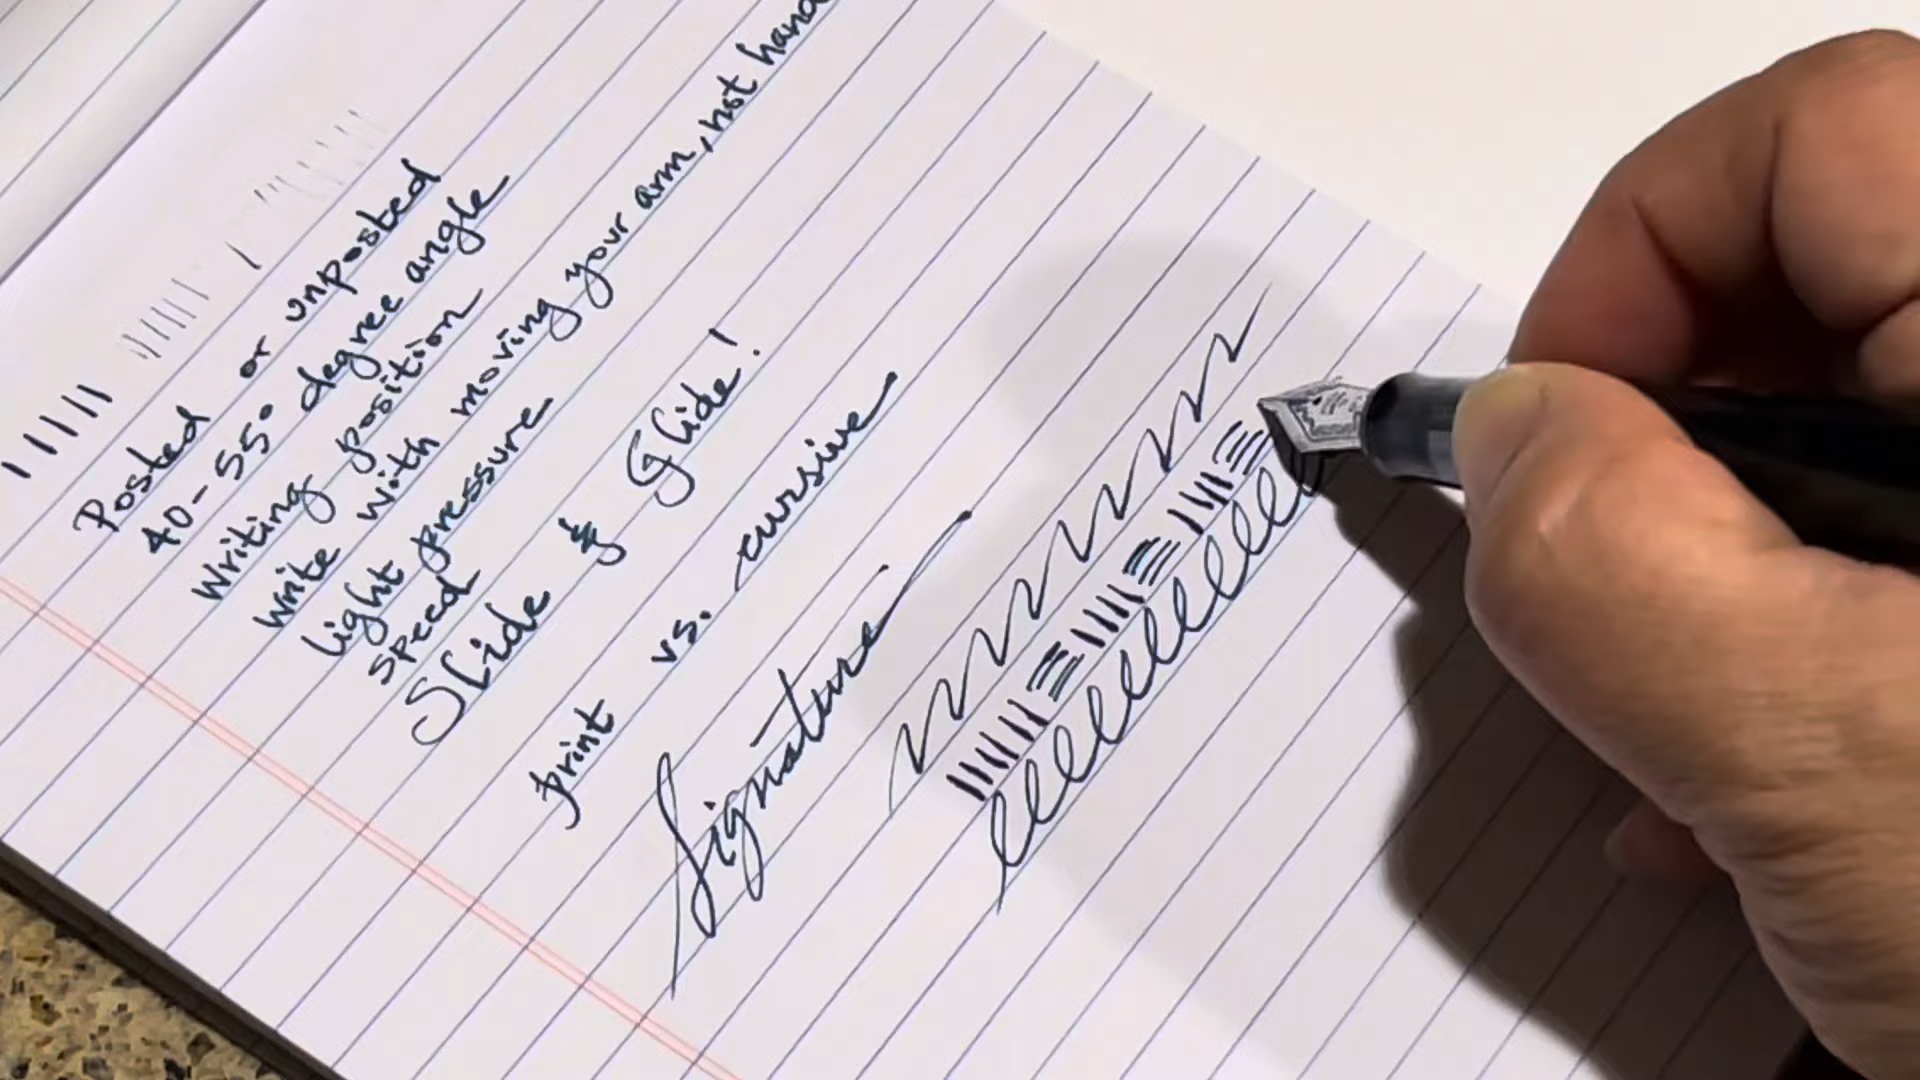 Posted or unposted
40-55° degree angle
Writing position
Write with moving your arm, not hand
Light pressure
Speed
Slide & Glide!
print vs. cursive
Signature